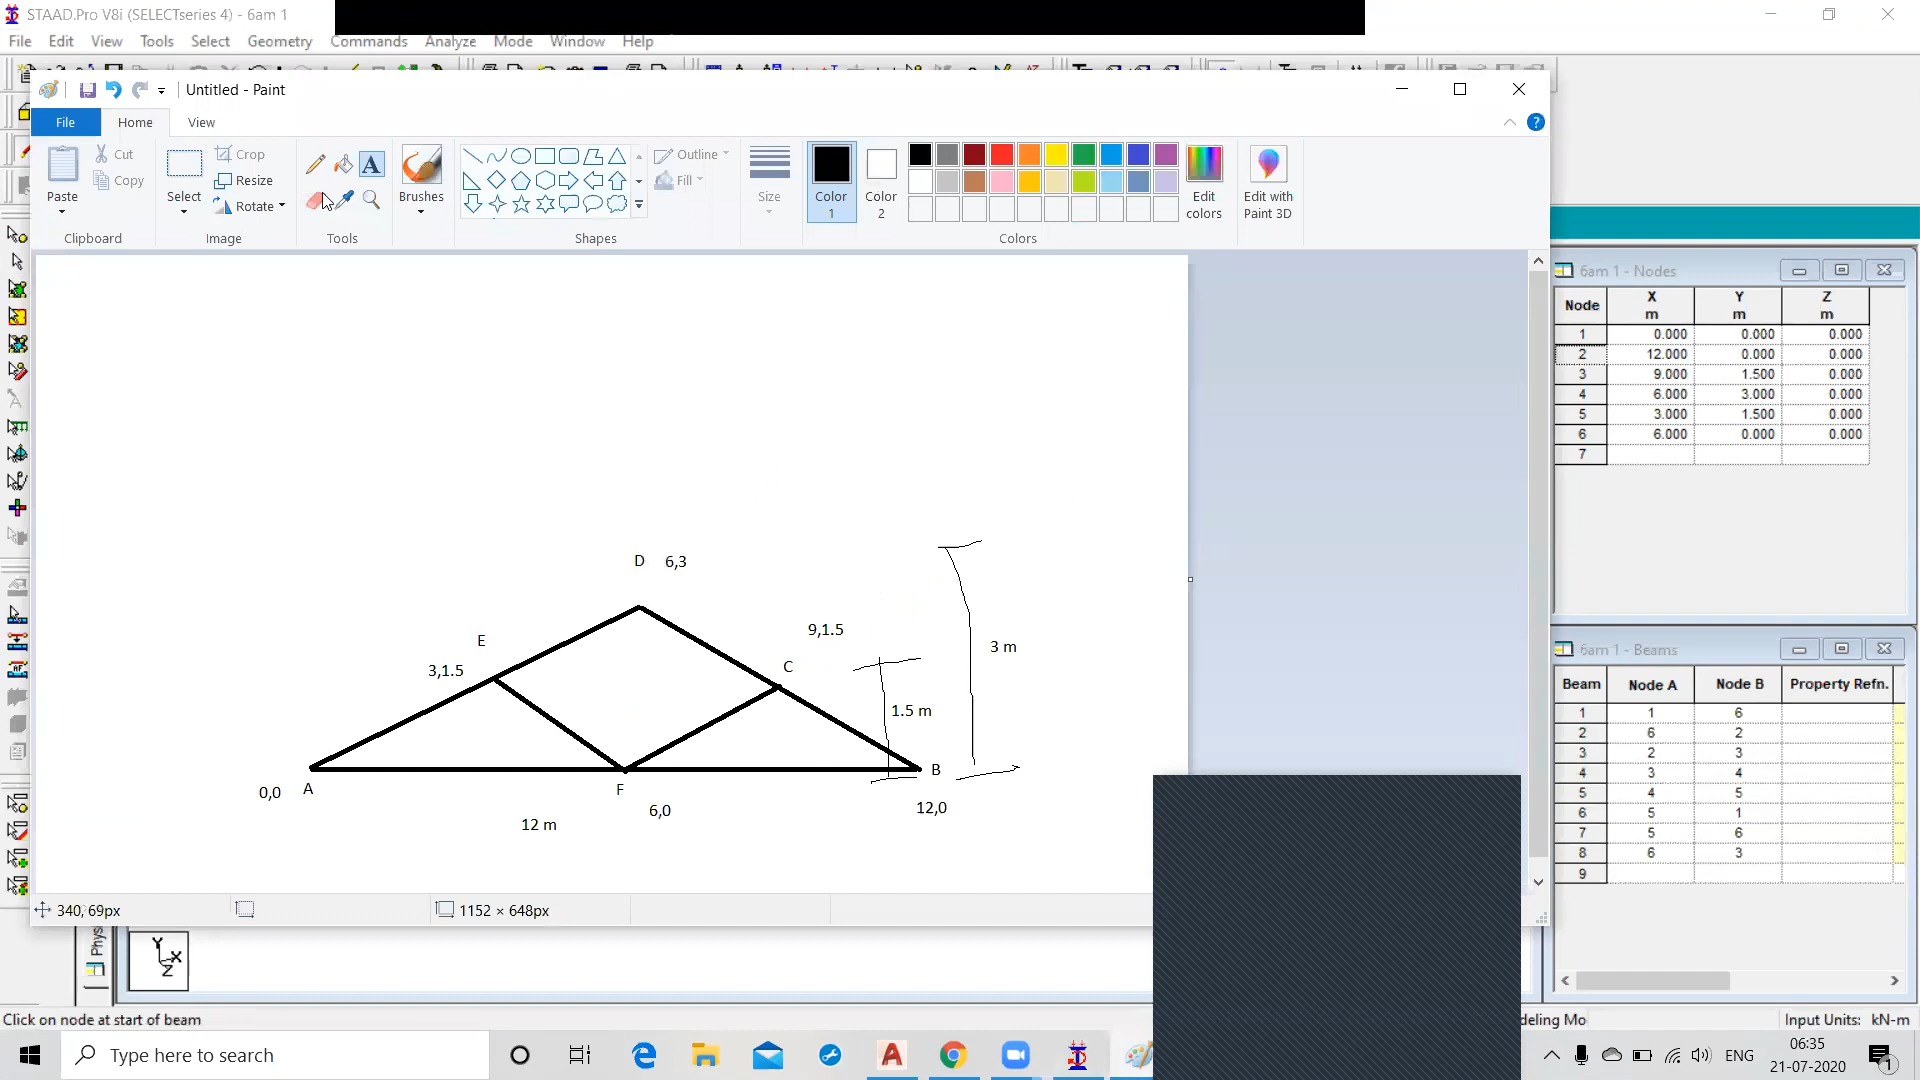 STAAD.Pro V8i (SELECTseries 4) - 6am 1
File Edit View Tools Select Geometry Commands Analyze Mode Window Help
Untitled - Paint
File Home View
Paste
Cut
Copy
Clipboard
Select
Crop
Resize
Rotate
Image
A
Tools
Brushes
Shapes
Outline
Fill
Size
Color 1
Color 2
Edit colors
Colors
Edit with Paint 3D
D 6,3
E
3,1.5
9,1.5
C
3 m
1.5 m
0,0 A
F
6,0
B
12,0
12 m
340, 69px
1152 × 648px
6am 1 - Nodes
Node X m Y m Z m
1 0.000 0.000 0.000
2 12.000 0.000 0.000
3 9.000 1.500 0.000
4 6.000 3.000 0.000
5 3.000 1.500 0.000
6 6.000 0.000 0.000
7
6am 1 - Beams
Beam Node A Node B Property Refn.
1 1 6
2 6 2
3 2 3
4 3 4
5 4 5
6 5 1
7 5 6
8 6 3
9
Y
X
Z
Click on node at start of beam
deling Mo
Input Units: kN-m
Type here to search
ENG
06:35
21-07-2020
1